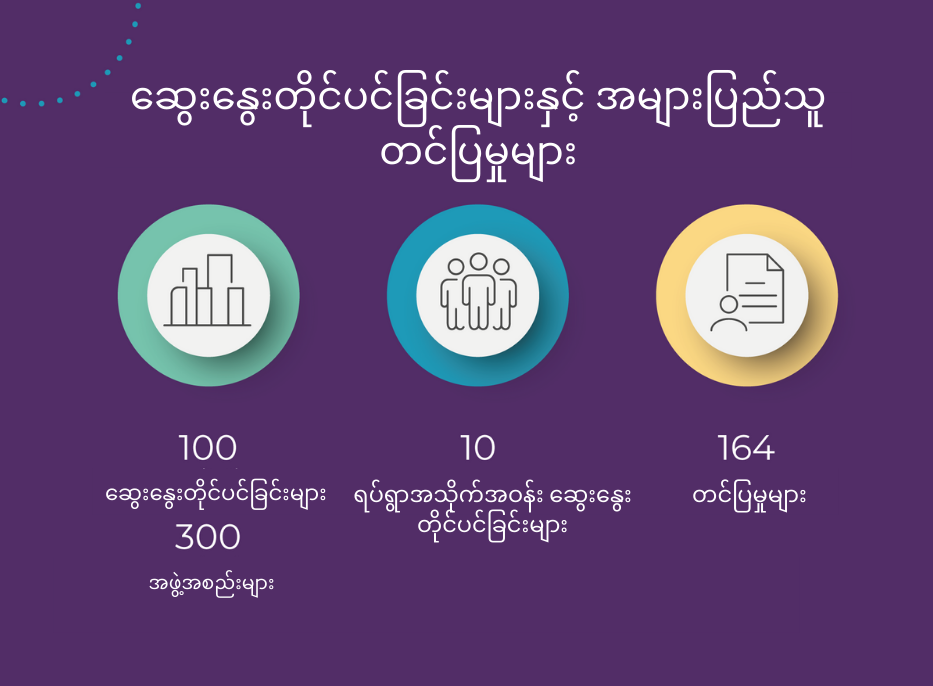 ဆွေးနွေးတိုင်ပင်ခြင်းများနှင့် အများပြည်သူ
တင်ပြမှုများ
100
ဆွေးနွေးတိုင်ပင်ခြင်းများ
300
အဖွဲ့အစည်းများ
10
ရပ်ရွာအသိုက်အဝန်း ဆွေးနွေး
တိုင်ပင်ခြင်းများ
164
တင်ပြမှုများ